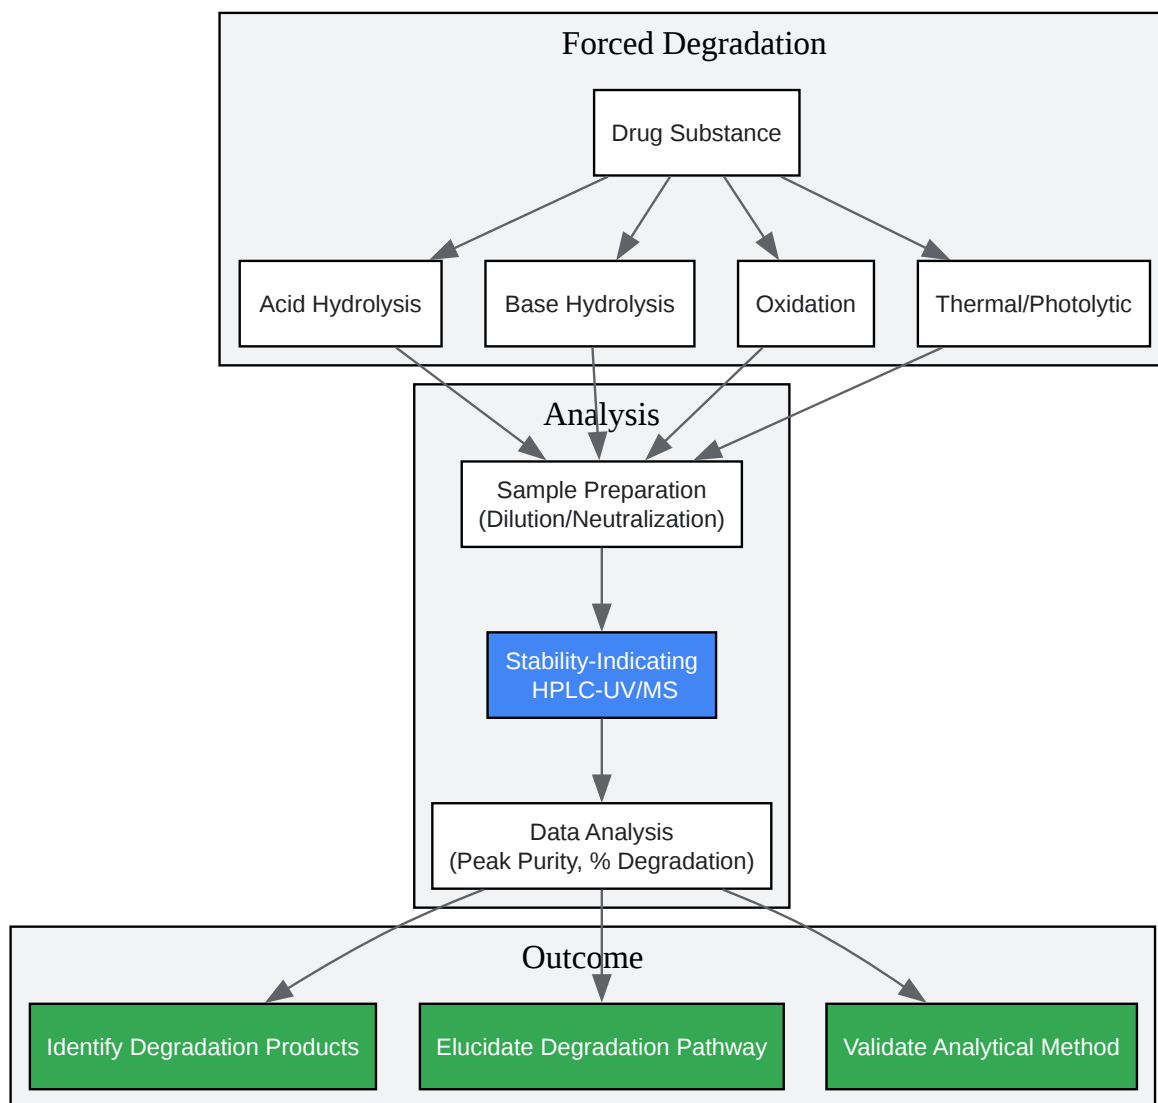 Forced Degradation
Drug Substance
Acid Hydrolysis
Base Hydrolysis
Oxidation
Thermal/Photolytic
Analysis
Sample Preparation
(Dilution/Neutralization)
Stability-Indicating
HPLC-UV/MS
Data Analysis
(Peak Purity, % Degradation)
Outcome
Identify Degradation Products
Elucidate Degradation Pathway
Validate Analytical Method